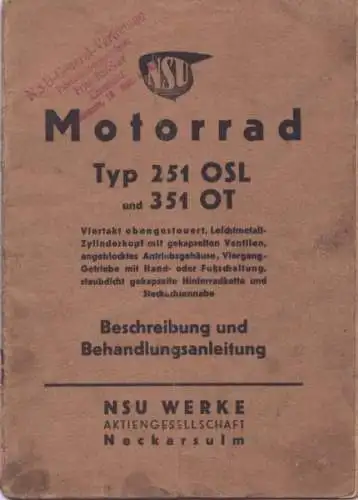 NSU
Motorrad
Typ 251 OSL
und 351 OT
Viertakt obengesteuert, Leichtmetall-
Zylinderkopf mit gekapselten Ventilen,
angeblocktes Antriebsgehäuse, Viergang-
Getriebe mit Hand- oder Fußschaltung,
staubdicht gekapselte Hinterradkette und
Steckachsennabe
Beschreibung und
Behandlungsanleitung
NSU WERKE
AKTIENGESELLSCHAFT
Neckarsulm